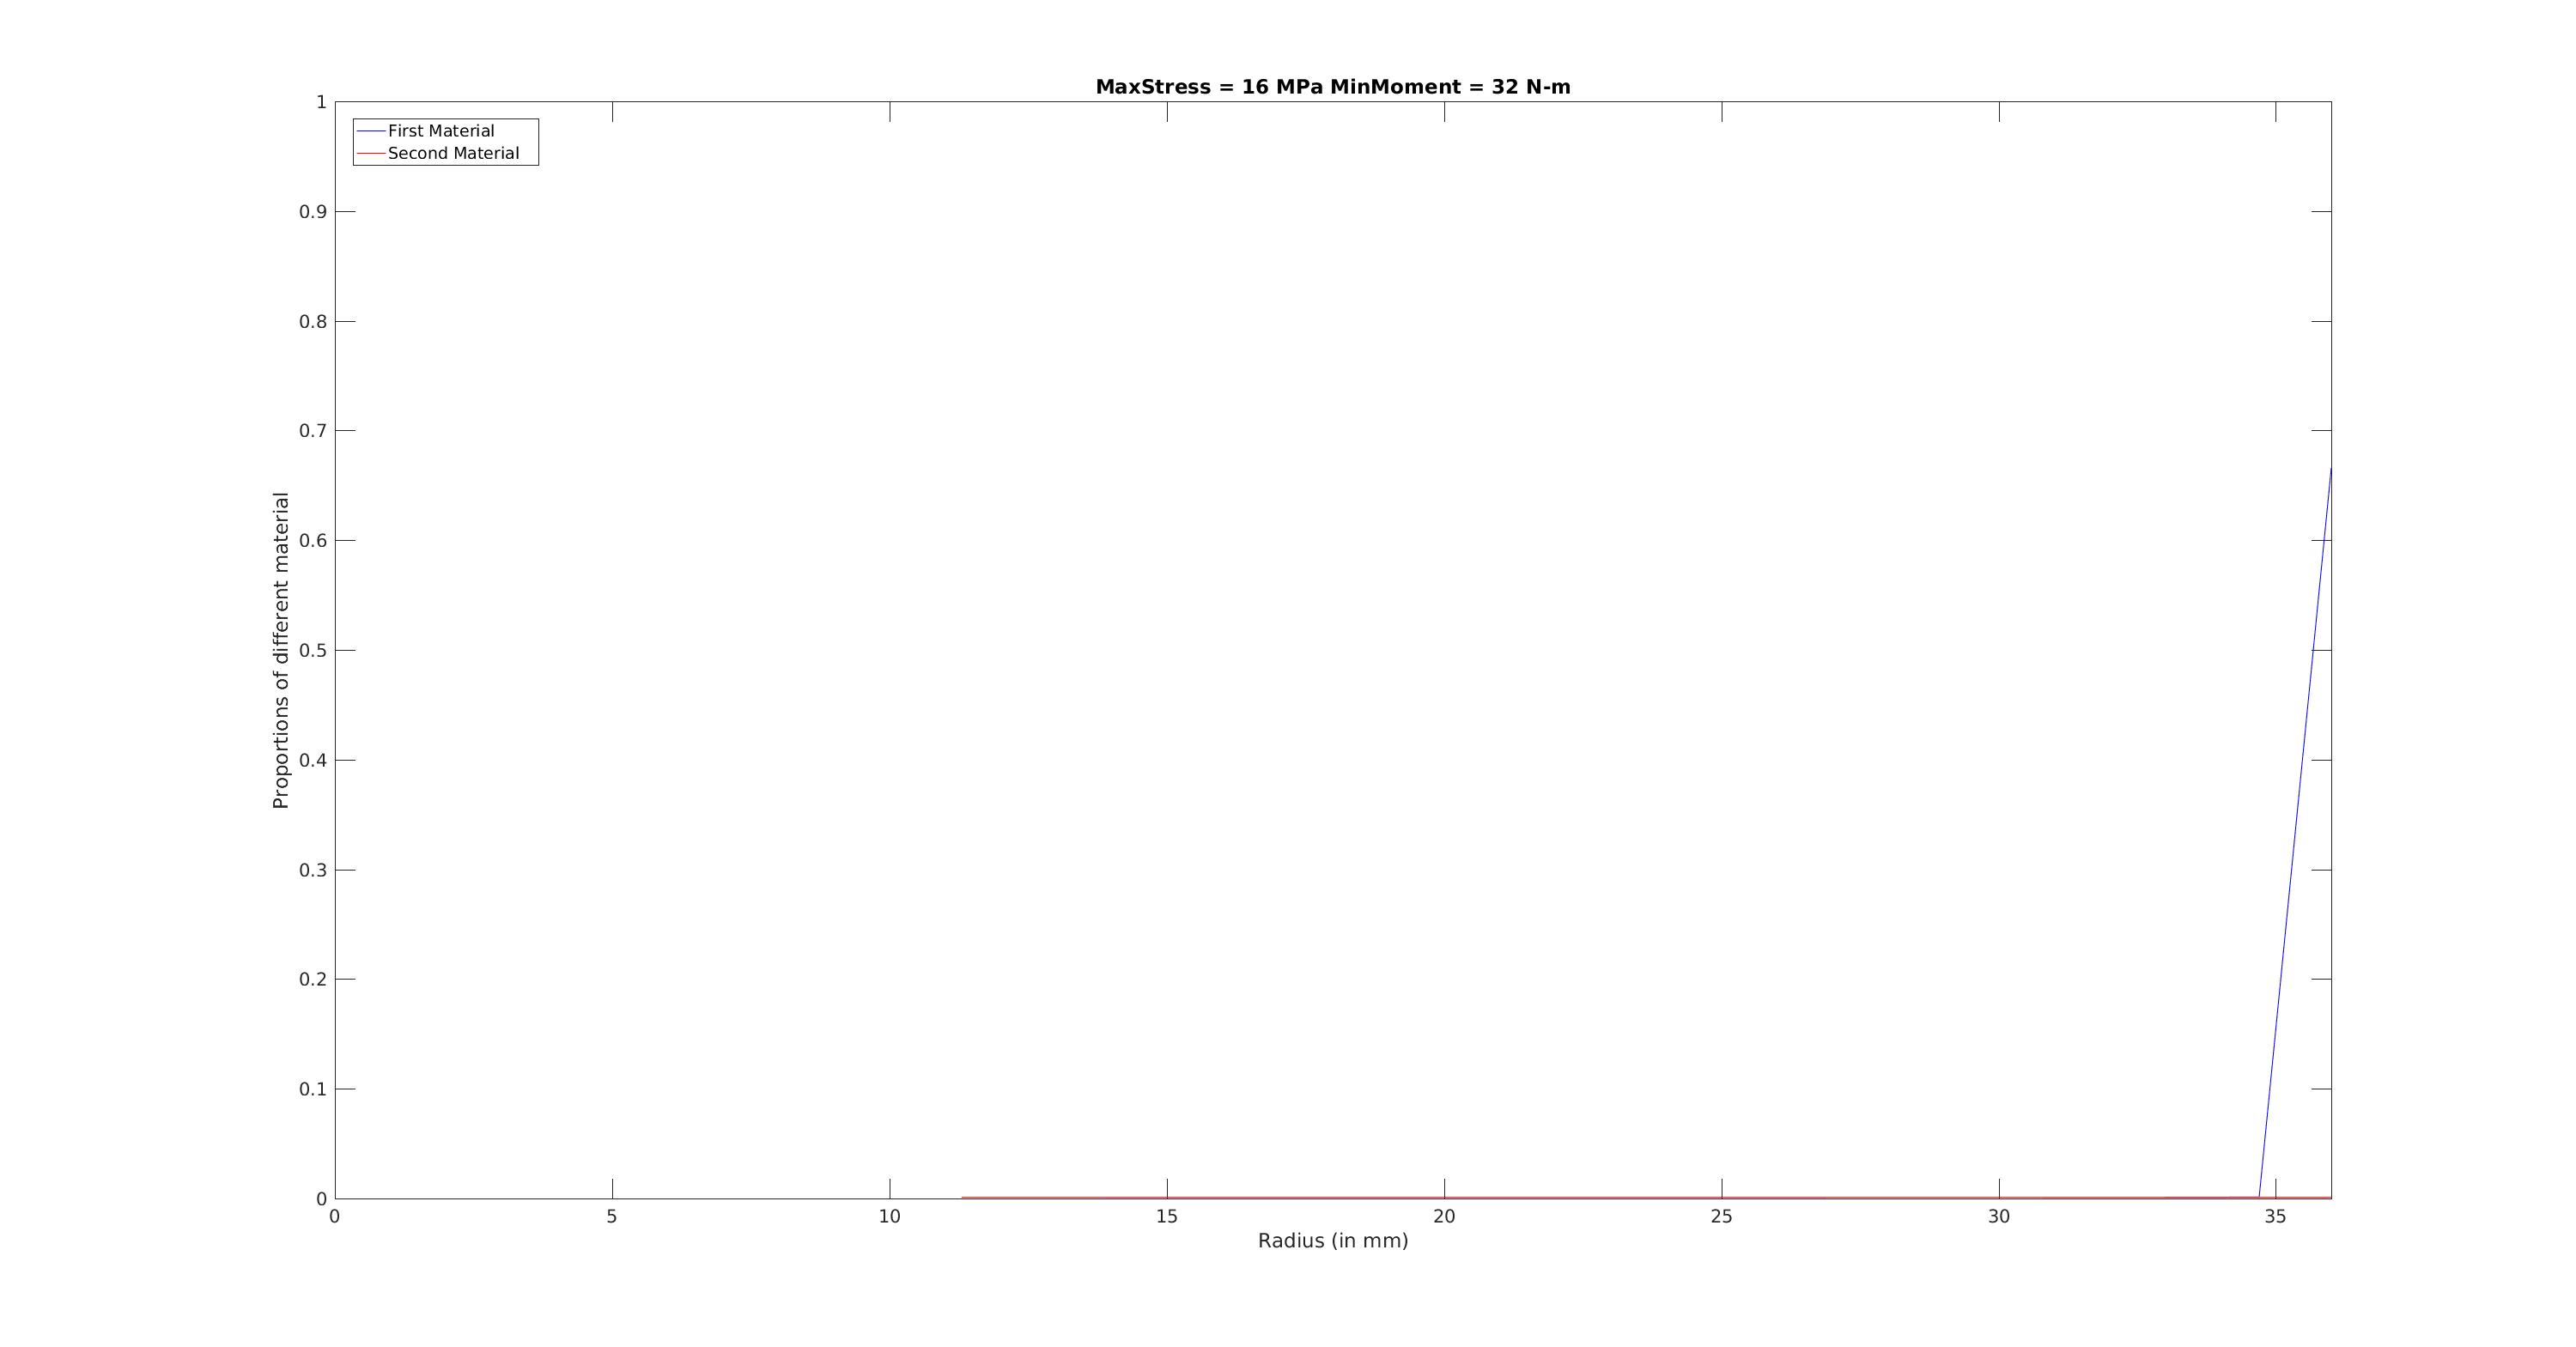 MaxStress = 16 MPa MinMoment = 32 N-m
First Material
Second Material
1
0.9
0.8
0.7
0.6
0.5
0.4
0.3
0.2
0.1
0
Proportions of different material
0 5 10 15 20 25 30 35
Radius (in mm)